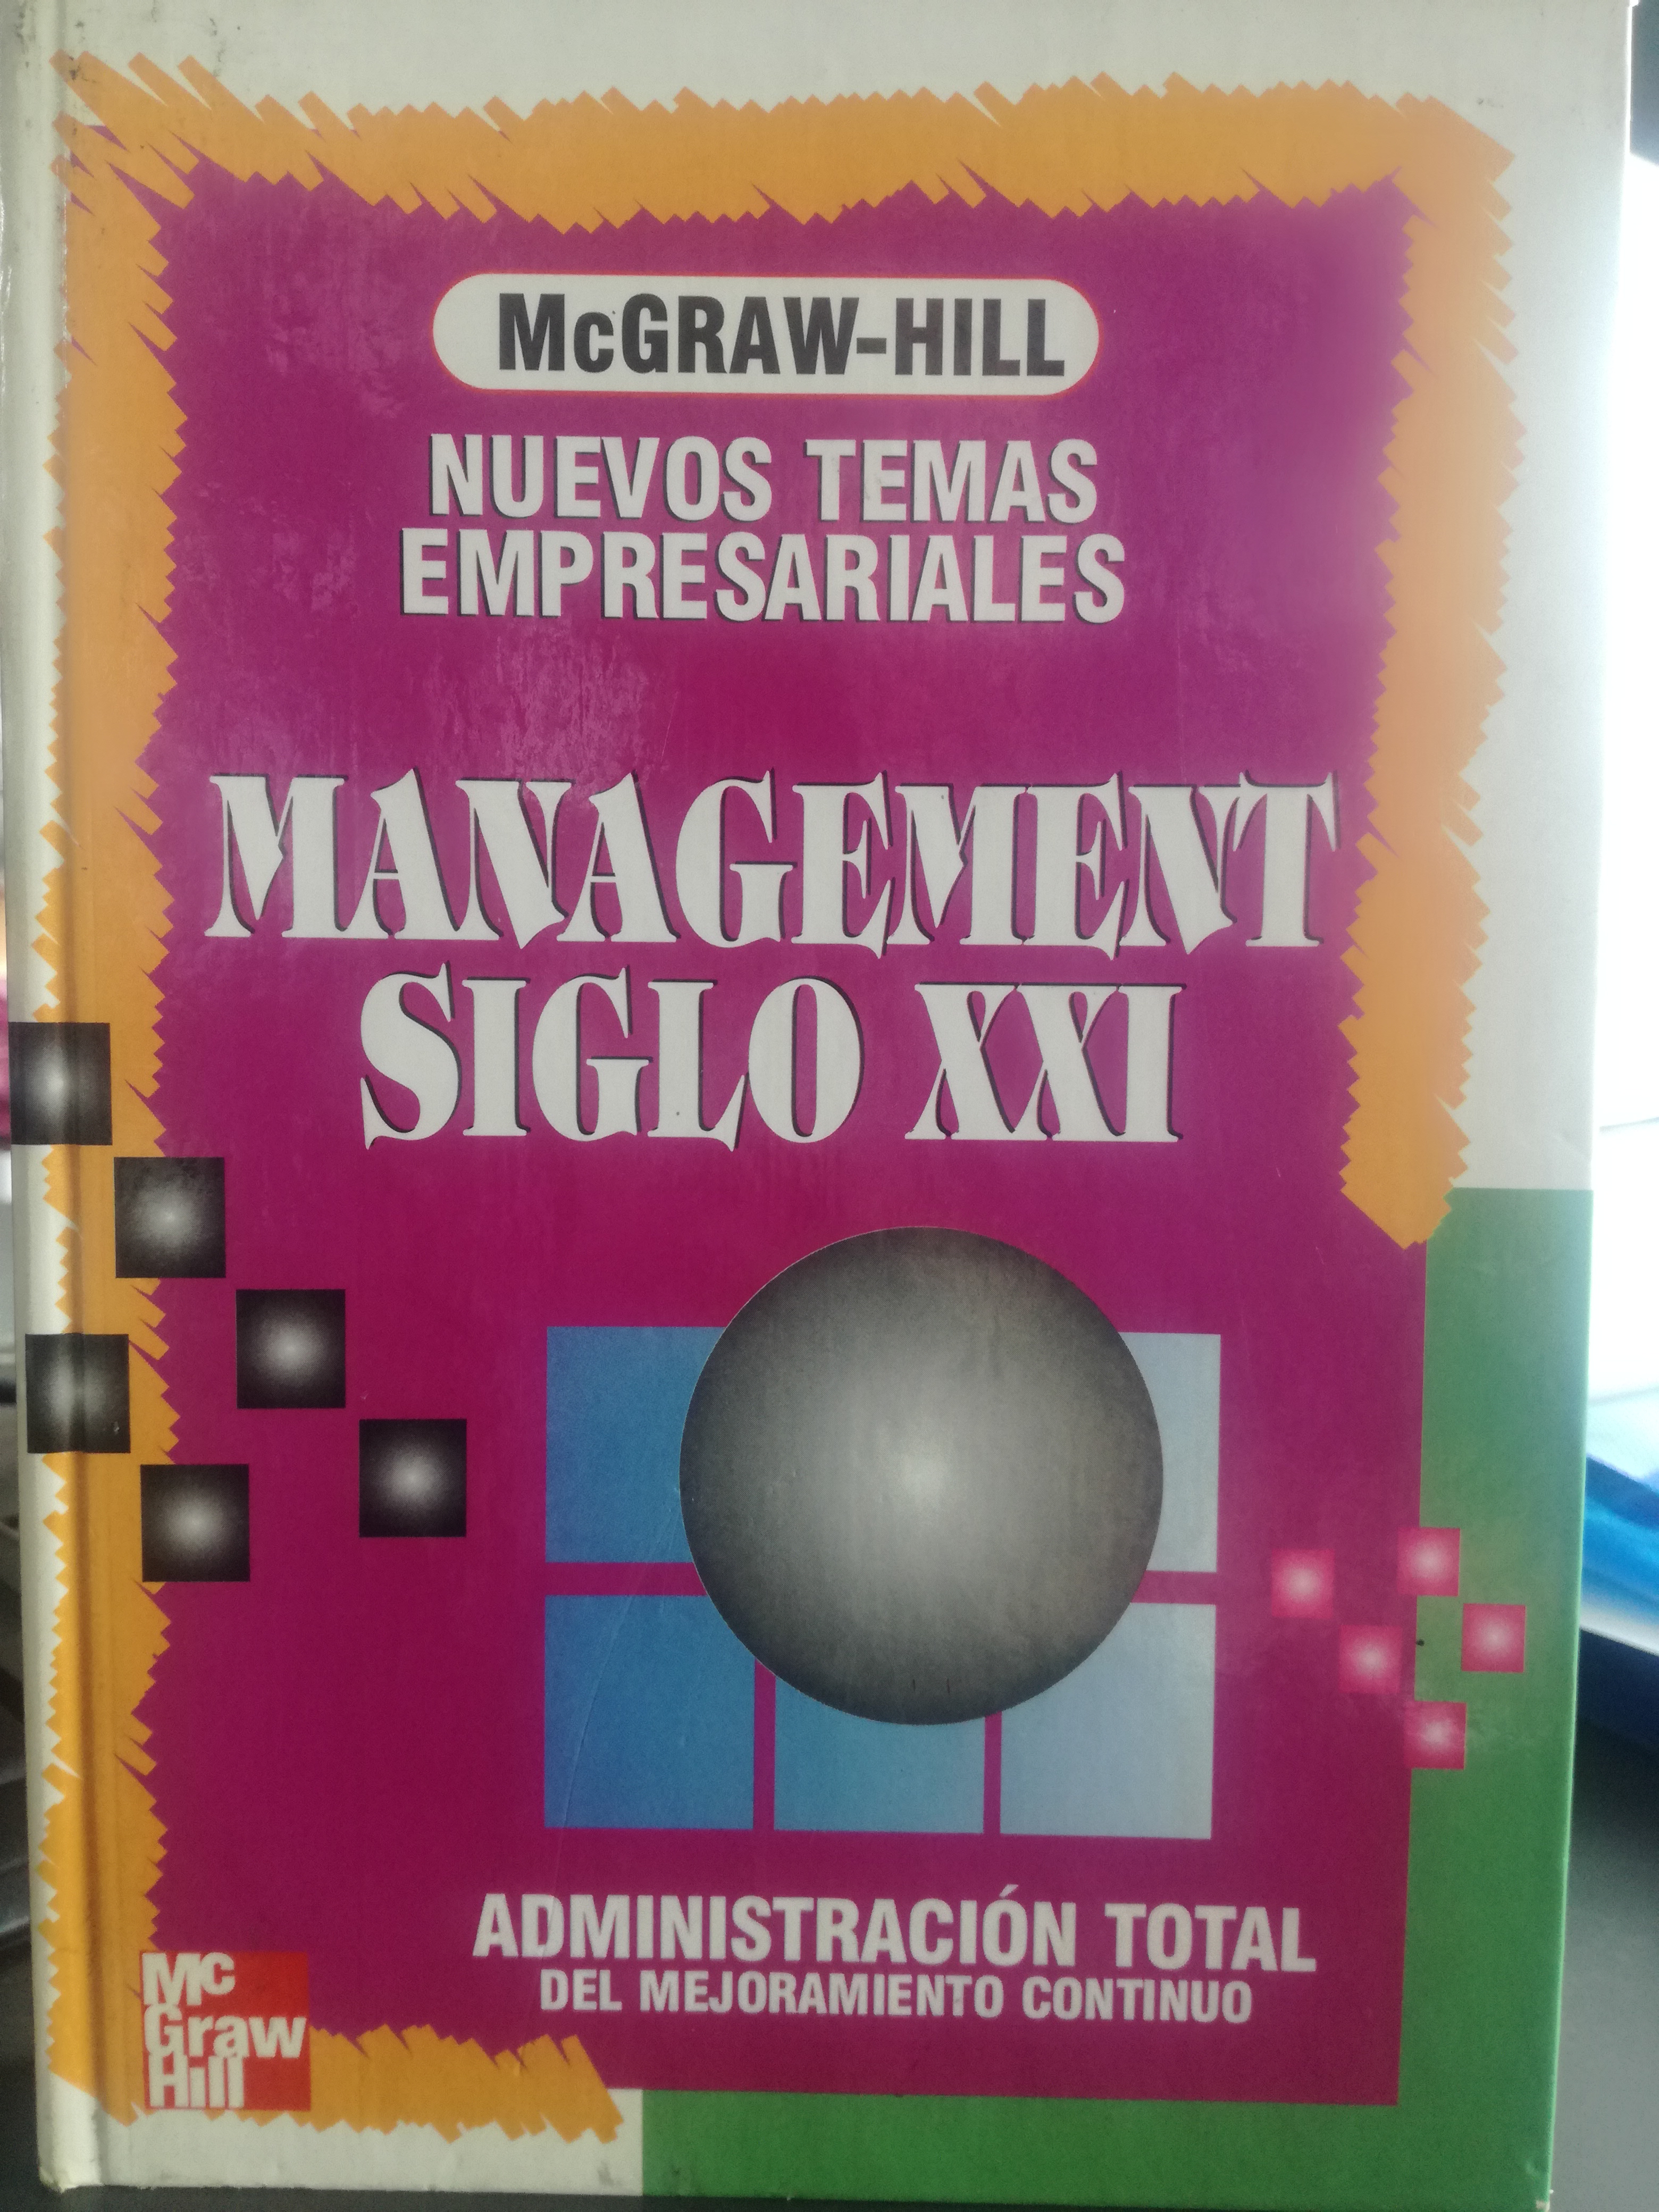 McGRAW-HILL
NUEVOS TEMAS
EMPRESARIALES
MANAGEMENT
SIGLO XXI
ADMINISTRACIÓN TOTAL
DEL MEJORAMIENTO CONTINUO
Mc
Graw
Hill